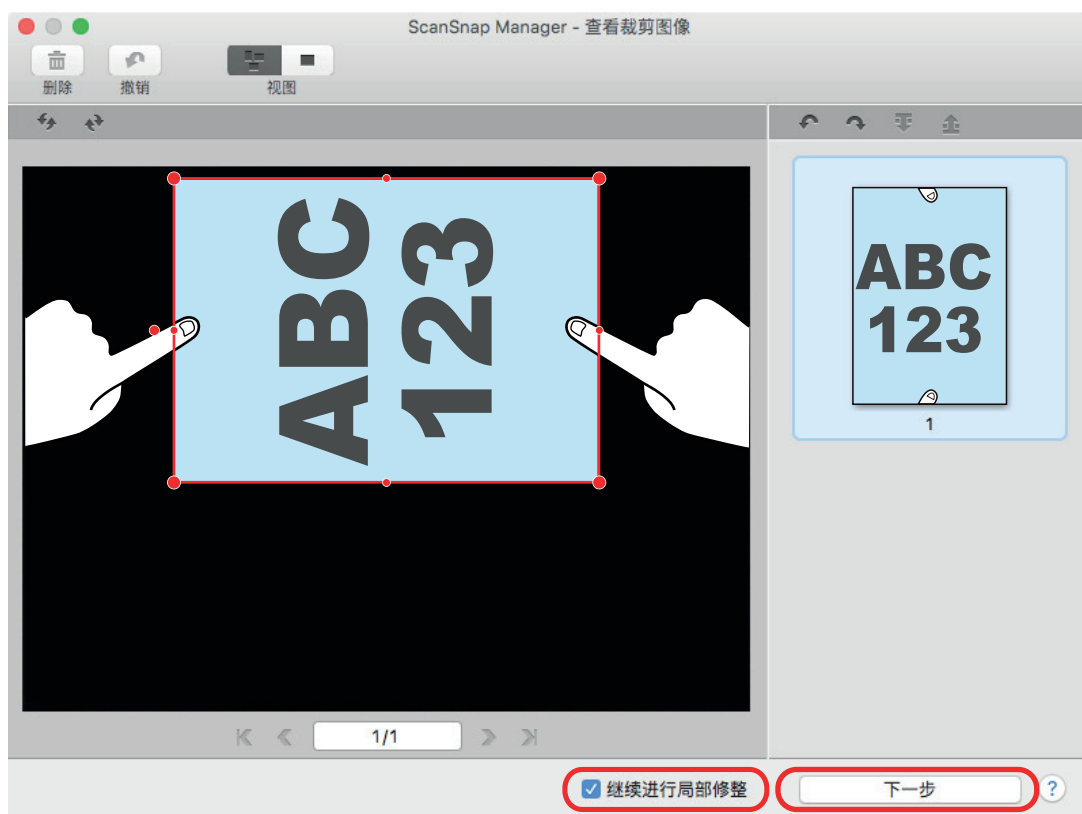 ScanSnap Manager - 查看裁剪图像
删除
撤销
视图
ABC
123
ABC
123
1
1/1
继续进行局部修整
下一步
?